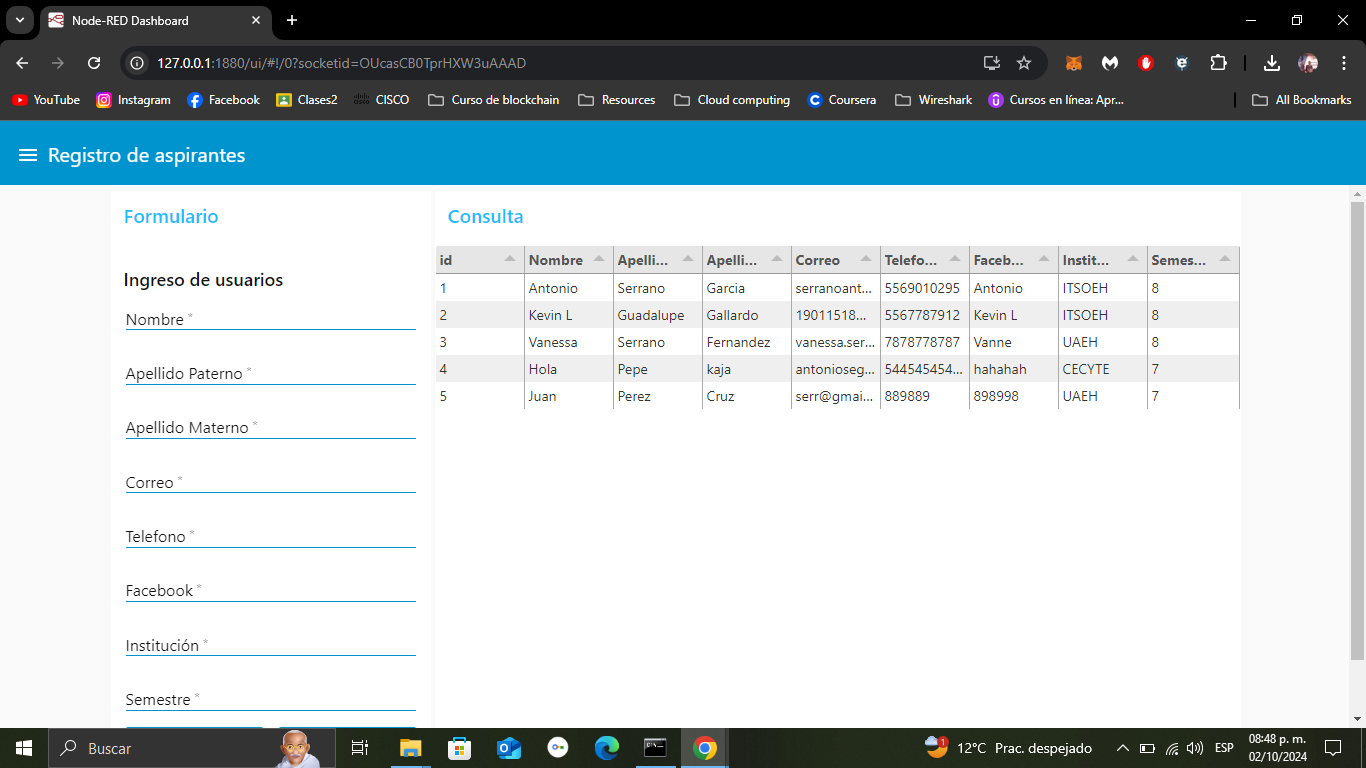 Node-RED Dashboard
127.0.0.1:1880/ui/#!/0?socketid=OUcasCB0TprHXW3uAAAD
YouTube Instagram Facebook Clases2 CISCO Curso de blockchain Resources Cloud computing Coursera Wireshark Cursos en línea: Apr... All Bookmarks
Registro de aspirantes
Formulario
Ingreso de usuarios
Nombre *
Apellido Paterno *
Apellido Materno *
Correo *
Telefono *
Facebook *
Institución *
Semestre *
Consulta
id Nombre Apelli... Apelli... Correo Telefo... Faceb... Instit... Semes...
1 Antonio Serrano Garcia serranoant... 5569010295 Antonio ITSOEH 8
2 Kevin L Guadalupe Gallardo 19011518... 5567787912 Kevin L ITSOEH 8
3 Vanessa Serrano Fernandez vanessa.ser... 7878778787 Vanne UAEH 8
4 Hola Pepe kaja antonioseg... 544545454... hahahah CECYTE 7
5 Juan Perez Cruz serr@gmai... 889889 898998 UAEH 7
Buscar
1
12°C Prac. despejado
ESP
08:48 p. m.
02/10/2024